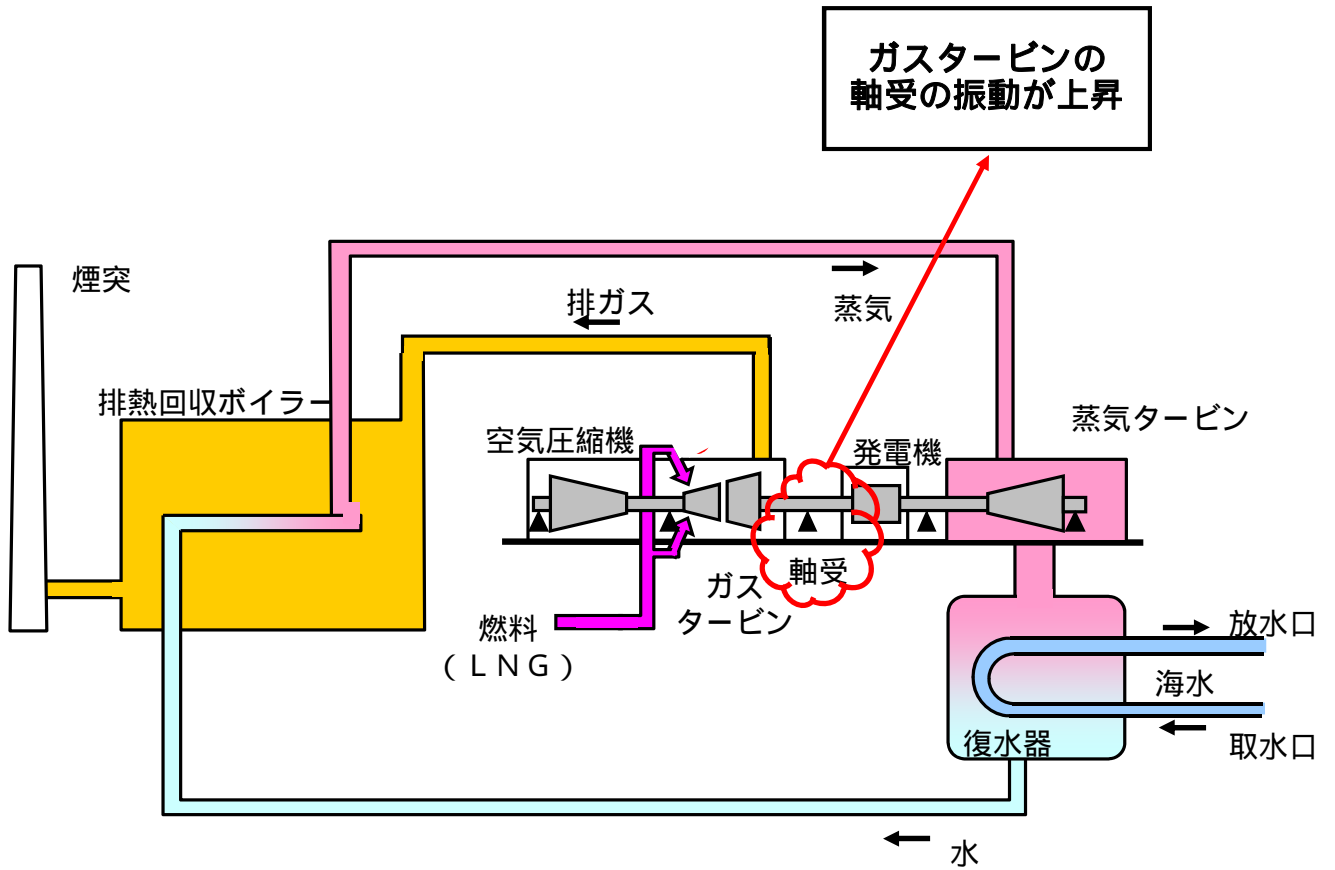 ガスタービンの
軸受の振動が上昇
煙突
排ガス
蒸気
排熱回収ボイラー
空気圧縮機
発電機
蒸気タービン
軸受
ガス
タービン
燃料
（ＬＮＧ）
放水口
海水
取水口
復水器
水